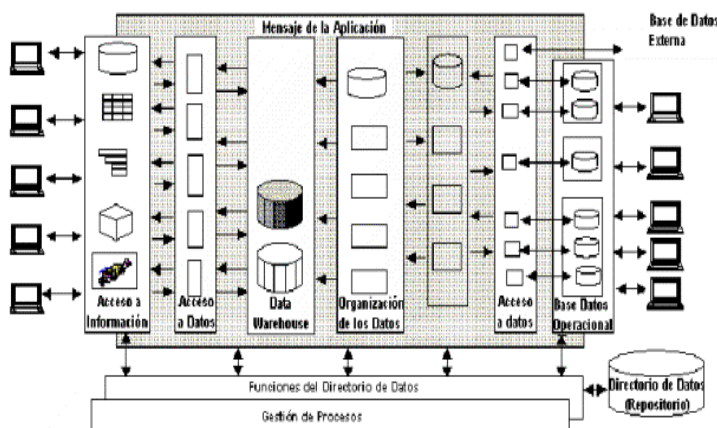 Mensaje de la Aplicación
Base de Datos
Externa
Acceso a
Información
Acceso
a Datos
Data
Warehouse
Organización
de los Datos
Acceso
a datos
Base Datos
Operacional
Funciones del Directorio de Datos
Gestión de Procesos
Directorio de Datos
(Repositorio)